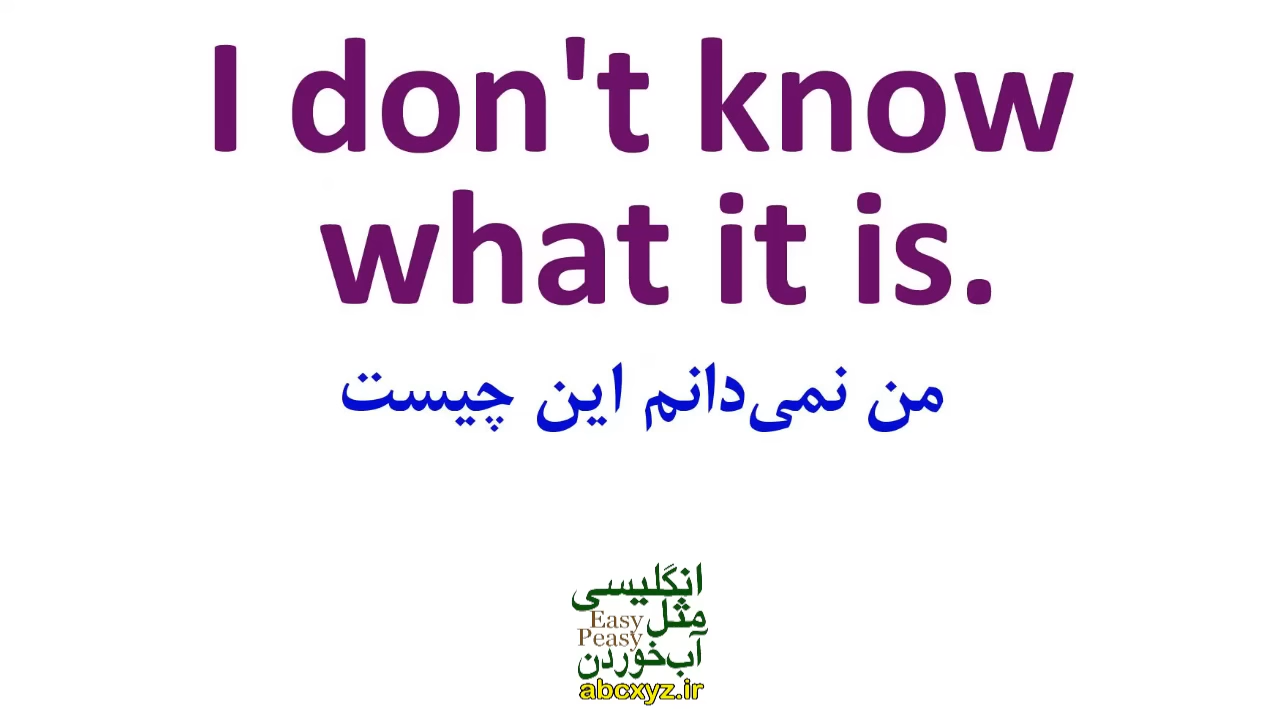 I don't know
what it is.
من نمی‌دانم این چیست
انگلیسی
مثل
Easy
Peasy
آب‌خوردن
abcxyz.ir